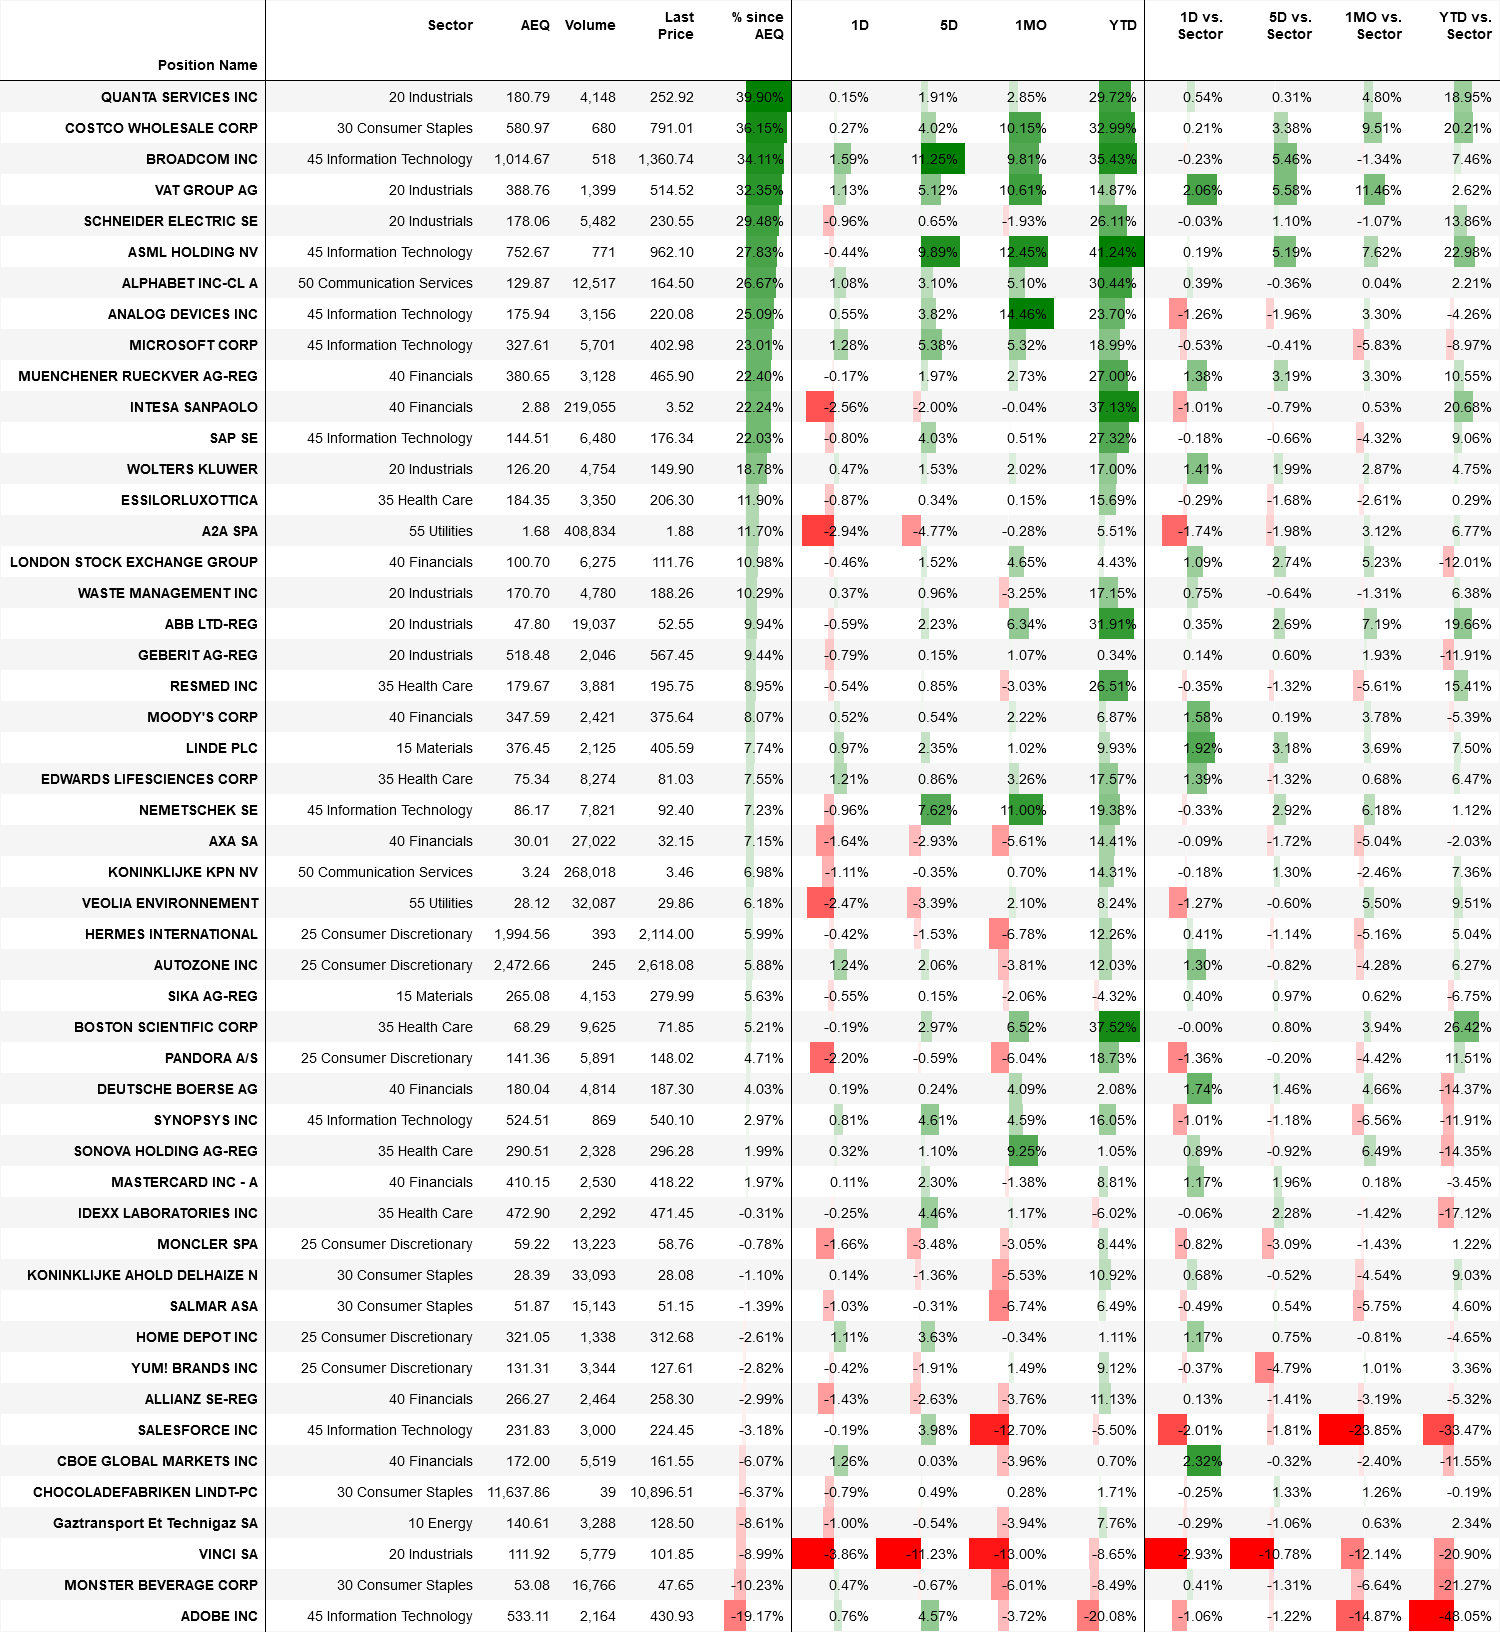 Sector AEQ Volume Last Price % since AEQ 1D 5D 1MO YTD 1D vs. Sector 5D vs. Sector 1MO vs. Sector YTD vs. Sector
Position Name
QUANTA SERVICES INC 20 Industrials 180.79 4,148 252.92 39.90% 0.15% 1.91% 2.85% 29.72% 0.54% 0.31% 4.80% 18.95%
COSTCO WHOLESALE CORP 30 Consumer Staples 580.97 680 791.01 36.15% 0.27% 4.02% 10.15% 32.99% 0.21% 3.38% 9.51% 20.21%
BROADCOM INC 45 Information Technology 1,014.67 518 1,360.74 34.11% 1.59% 11.25% 9.81% 35.43% -0.23% 5.46% -1.34% 7.46%
VAT GROUP AG 20 Industrials 388.76 1,399 514.52 32.35% 1.13% 5.12% 10.61% 14.87% 2.06% 5.58% 11.46% 2.62%
SCHNEIDER ELECTRIC SE 20 Industrials 178.06 5,482 230.55 29.48% -0.96% 0.65% -1.93% 26.11% -0.03% 1.10% -1.07% 13.86%
ASML HOLDING NV 45 Information Technology 752.67 771 962.10 27.83% -0.44% 9.89% 12.45% 41.24% 0.19% 5.19% 7.62% 22.98%
ALPHABET INC-CL A 50 Communication Services 129.87 12,517 164.50 26.67% 1.08% 3.10% 5.10% 30.44% 0.39% -0.36% 0.04% 2.21%
ANALOG DEVICES INC 45 Information Technology 175.94 3,156 220.08 25.09% 0.55% 3.82% 14.46% 23.70% -1.26% -1.96% 3.30% -4.26%
MICROSOFT CORP 45 Information Technology 327.61 5,701 402.98 23.01% 1.28% 5.38% 5.32% 18.99% -0.53% -0.41% -5.83% -8.97%
MUENCHENER RUECKVER AG-REG 40 Financials 380.65 3,128 465.90 22.40% -0.17% 1.97% 2.73% 27.00% 1.38% 3.19% 3.30% 10.55%
INTESA SANPAOLO 40 Financials 2.88 219,055 3.52 22.24% -2.56% -2.00% -0.04% 37.13% -1.01% -0.79% 0.53% 20.68%
SAP SE 45 Information Technology 144.51 6,480 176.34 22.03% -0.80% 4.03% 0.51% 27.32% -0.18% -0.66% -4.32% 9.06%
WOLTERS KLUWER 20 Industrials 126.20 4,754 149.90 18.78% 0.47% 1.53% 2.02% 17.00% 1.41% 1.99% 2.87% 4.75%
ESSILORLUXOTTICA 35 Health Care 184.35 3,350 206.30 11.90% -0.87% 0.34% 0.15% 15.69% -0.29% -1.68% -2.61% 0.29%
A2A SPA 55 Utilities 1.68 408,834 1.88 11.70% -2.94% -4.77% -0.28% 5.51% -1.74% -1.98% 3.12% 6.77%
LONDON STOCK EXCHANGE GROUP 40 Financials 100.70 6,275 111.76 10.98% -0.46% 1.52% 4.65% 4.43% 1.09% 2.74% 5.23% -12.01%
WASTE MANAGEMENT INC 20 Industrials 170.70 4,780 188.26 10.29% 0.37% 0.96% -3.25% 17.15% 0.75% -0.64% -1.31% 6.38%
ABB LTD-REG 20 Industrials 47.80 19,037 52.55 9.94% -0.59% 2.23% 6.34% 31.91% 0.35% 2.69% 7.19% 19.66%
GEBERIT AG-REG 20 Industrials 518.48 2,046 567.45 9.44% -0.79% 0.15% 1.07% 0.34% 0.14% 0.60% 1.93% -11.91%
RESMED INC 35 Health Care 179.67 3,881 195.75 8.95% -0.54% 0.85% -3.03% 26.51% -0.35% -1.32% -5.61% 15.41%
MOODY'S CORP 40 Financials 347.59 2,421 375.64 8.07% 0.52% 0.54% 2.22% 6.87% 1.58% 0.19% 3.78% -5.39%
LINDE PLC 15 Materials 376.45 2,125 405.59 7.74% 0.97% 2.35% 1.02% 9.93% 1.92% 3.18% 3.69% 7.50%
EDWARDS LIFESCIENCES CORP 35 Health Care 75.34 8,274 81.03 7.55% 1.21% 0.86% 3.26% 17.57% 1.39% -1.32% 0.68% 6.47%
NEMETSCHEK SE 45 Information Technology 86.17 7,821 92.40 7.23% -0.96% 7.62% 11.00% 19.38% -0.33% 2.92% 6.18% 1.12%
AXA SA 40 Financials 30.01 27,022 32.15 7.15% -1.64% -2.93% -5.61% 14.41% -0.09% -1.72% -5.04% -2.03%
KONINKLIJKE KPN NV 50 Communication Services 3.24 268,018 3.46 6.98% -1.11% -0.35% 0.70% 14.31% -0.18% 1.30% -2.46% 7.36%
VEOLIA ENVIRONNEMENT 55 Utilities 28.12 32,087 29.86 6.18% -2.47% -3.39% 2.10% 8.24% -1.27% -0.60% 5.50% 9.51%
HERMES INTERNATIONAL 25 Consumer Discretionary 1,994.56 393 2,114.00 5.99% -0.42% -1.53% -6.78% 12.26% 0.41% -1.14% -5.16% 5.04%
AUTOZONE INC 25 Consumer Discretionary 2,472.66 245 2,618.08 5.88% 1.24% 2.06% -3.81% 12.03% 1.30% -0.82% -4.28% 6.27%
SIKA AG-REG 15 Materials 265.08 4,153 279.99 5.63% -0.55% 0.15% -2.06% -4.32% 0.40% 0.97% 0.62% -6.75%
BOSTON SCIENTIFIC CORP 35 Health Care 68.29 9,625 71.85 5.21% -0.19% 2.97% 6.52% 37.52% -0.00% 0.80% 3.94% 26.42%
PANDORA A/S 25 Consumer Discretionary 141.36 5,891 148.02 4.71% -2.20% -0.59% -6.04% 18.73% -1.36% -0.20% -4.42% 11.51%
DEUTSCHE BOERSE AG 40 Financials 180.04 4,814 187.30 4.03% 0.19% 0.24% 4.09% 2.08% 1.74% 1.46% 4.66% -14.37%
SYNOPSYS INC 45 Information Technology 524.51 869 540.10 2.97% 0.81% 4.61% 4.59% 16.05% -1.01% -1.18% -6.56% -11.91%
SONOVA HOLDING AG-REG 35 Health Care 290.51 2,328 296.28 1.99% 0.32% 1.10% 9.25% 1.05% 0.89% -0.92% 6.49% -14.35%
MASTERCARD INC - A 40 Financials 410.15 2,530 418.22 1.97% 0.11% 2.30% -1.38% 8.81% 1.17% 1.96% 0.18% -3.45%
IDEXX LABORATORIES INC 35 Health Care 472.90 2,292 471.45 -0.31% -0.25% 4.46% 1.17% -6.02% -0.06% 2.28% -1.42% -17.12%
MONCLER SPA 25 Consumer Discretionary 59.22 13,223 58.76 -0.78% -1.66% -3.48% -3.05% 8.44% -0.82% -3.09% -1.43% 1.22%
KONINKLIJKE AHOLD DELHAIZE N 30 Consumer Staples 28.39 33,093 28.08 -1.10% 0.14% -1.36% -5.53% 10.92% 0.68% -0.52% -4.54% 9.03%
SALMAR ASA 30 Consumer Staples 51.87 15,143 51.15 -1.39% -1.03% -0.31% -6.74% 6.49% -0.49% 0.54% -5.75% 4.60%
HOME DEPOT INC 25 Consumer Discretionary 321.05 1,338 312.68 -2.61% 1.11% 3.63% -0.34% 1.11% 1.17% 0.75% -0.81% -4.65%
YUM! BRANDS INC 25 Consumer Discretionary 131.31 3,344 127.61 -2.82% -0.42% -1.91% 1.49% 9.12% -0.37% -4.79% 1.01% 3.36%
ALLIANZ SE-REG 40 Financials 266.27 2,464 258.30 -2.99% -1.43% -2.63% -3.76% 11.13% 0.13% -1.41% -3.19% -5.32%
SALESFORCE INC 45 Information Technology 231.83 3,000 224.45 -3.18% -0.19% 3.98% -12.70% -5.50% -2.01% -1.81% -23.85% -33.47%
CBOE GLOBAL MARKETS INC 40 Financials 172.00 5,519 161.55 -6.07% 1.26% 0.03% -3.96% 0.70% 2.32% -0.32% -2.40% -11.55%
CHOCOLADEFABRIKEN LINDT-PC 30 Consumer Staples 11,637.86 39 10,896.51 -6.37% -0.79% 0.49% 0.28% 1.71% -0.25% 1.33% 1.26% -0.19%
Gaztransport Et Technigaz SA 10 Energy 140.61 3,288 128.50 -8.61% -1.00% -0.54% -3.94% 7.76% -0.29% -1.06% 0.63% 2.34%
VINCI SA 20 Industrials 111.92 5,779 101.85 -8.99% -3.86% -11.23% -13.00% -8.65% -2.93% -10.78% -12.14% -20.90%
MONSTER BEVERAGE CORP 30 Consumer Staples 53.08 16,766 47.65 -10.23% 0.47% -0.67% -6.01% -8.49% 0.41% -1.31% -6.64% -21.27%
ADOBE INC 45 Information Technology 533.11 2,164 430.93 -19.17% 0.76% 4.57% -3.72% -20.08% -1.06% -1.22% -14.87% -48.05%